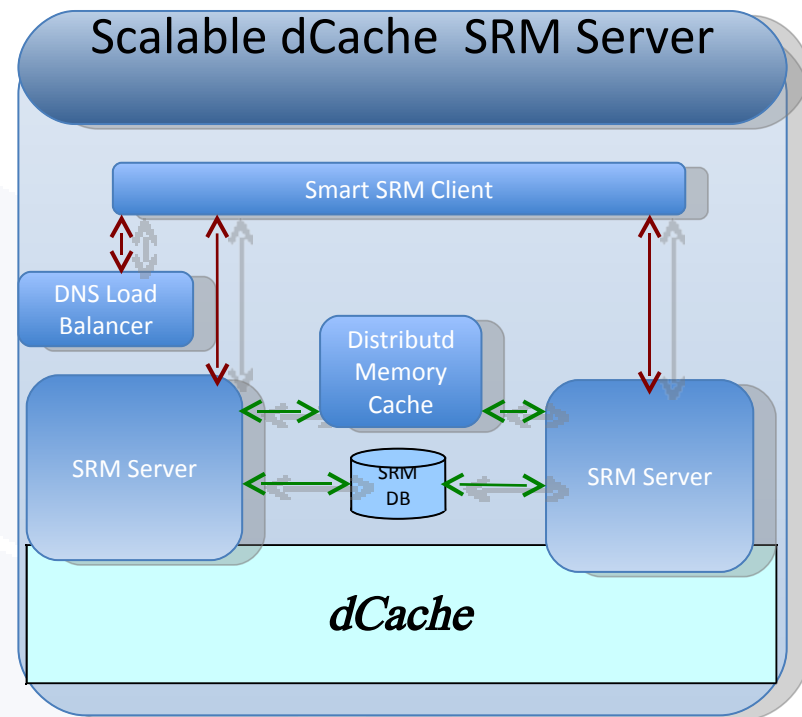 Scalable dCache SRM Server
Smart SRM Client
DNS Load
Balancer
Distributd
Memory
Cache
SRM Server
SRM
DB
SRM Server
dCache